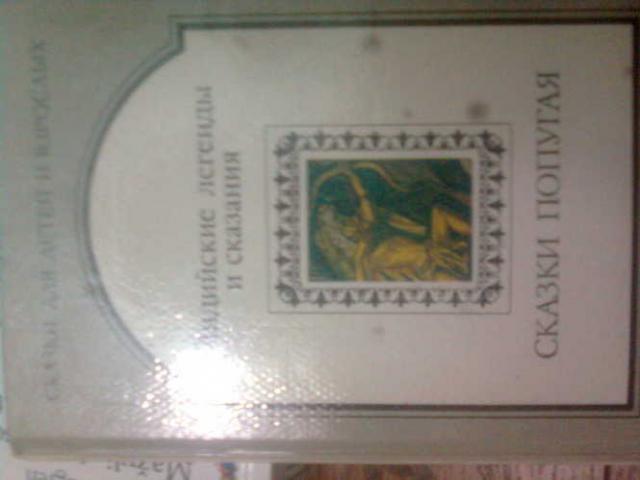 СКАЗКИ ДЛЯ ДЕТЕЙ И ВЗРОСЛЫХ
Индийские легенды
и сказания
СКАЗКИ ПОПУГАЯ